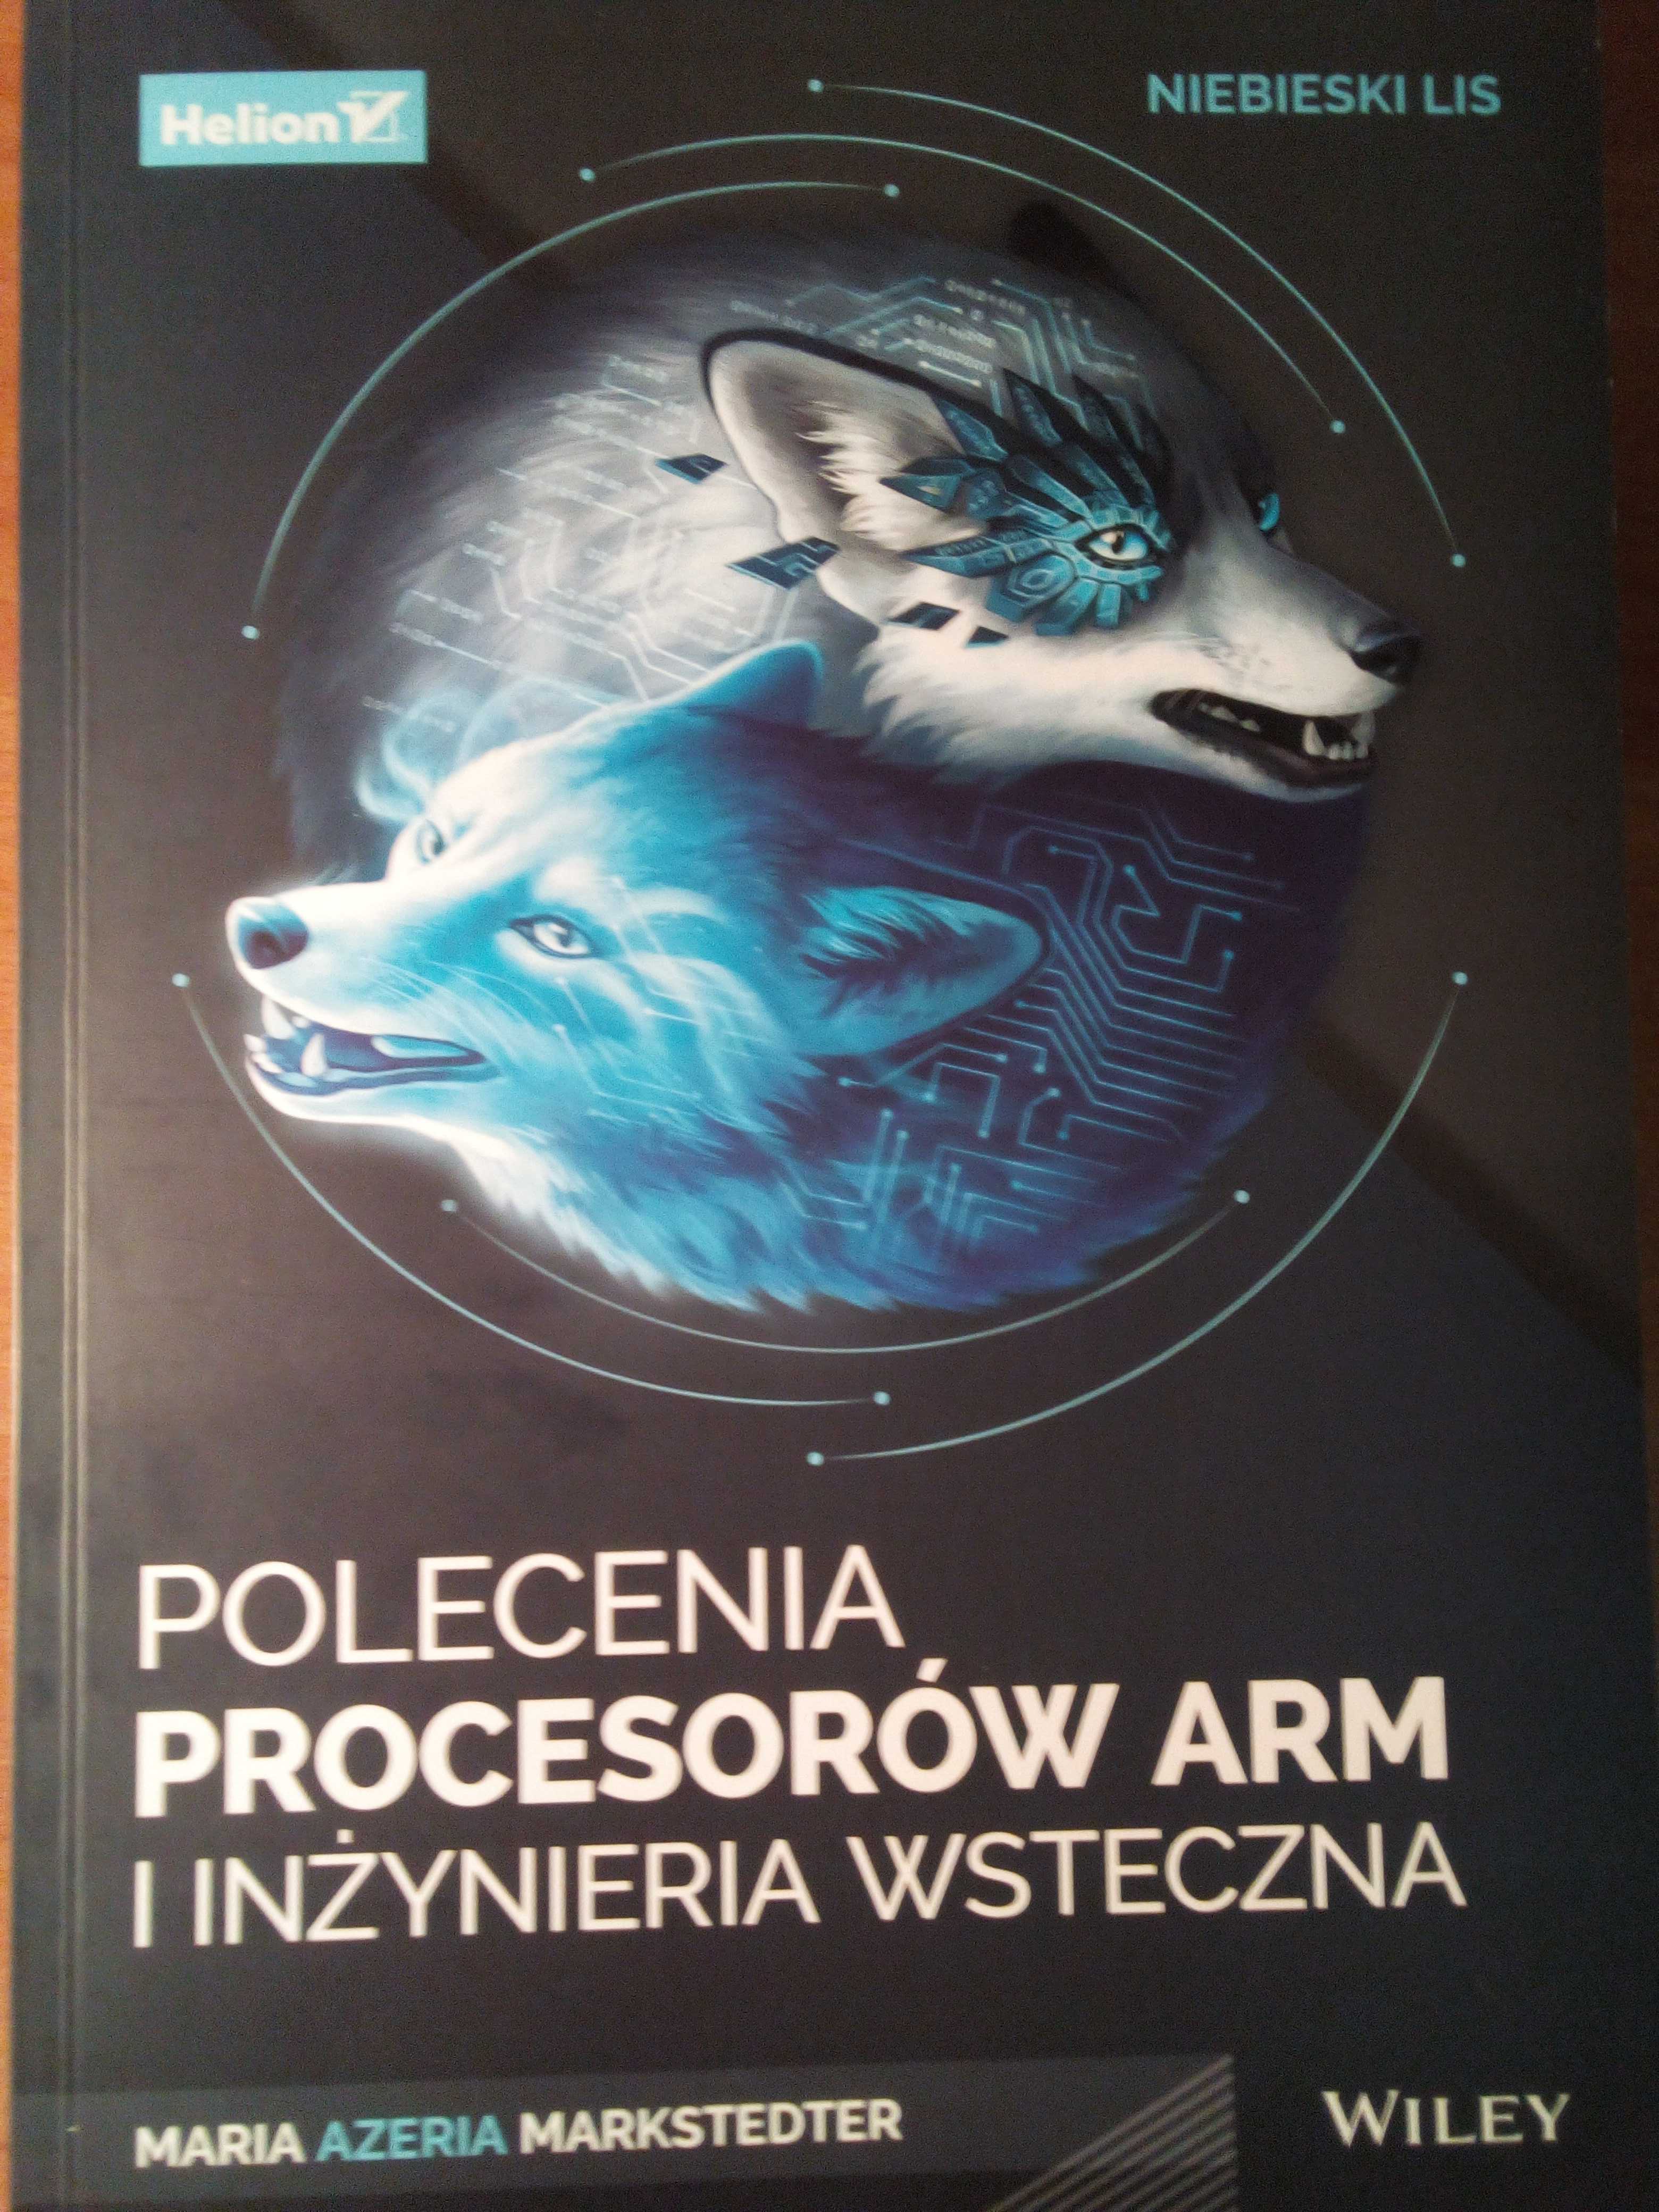 Helion
NIEBIESKI LIS
POLECENIA
PROCESORÓW ARM
I INŻYNIERIA WSTECZNA
MARIA AZERIA MARKSTEDTER
WILEY